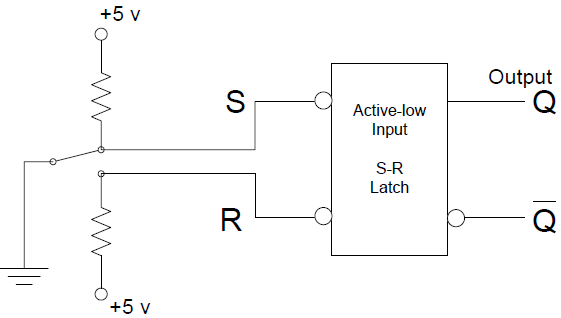 +5 v
Output
S
Active-low
Input
Q
S-R
Latch
R
Q̅
+5 v